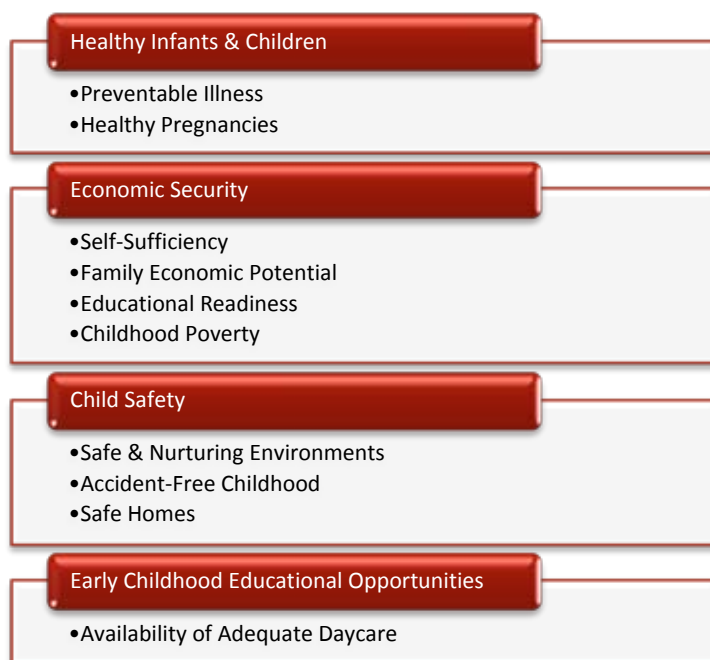 Healthy Infants & Children
•Preventable Illness
•Healthy Pregnancies
Economic Security
•Self-Sufficiency
•Family Economic Potential
•Educational Readiness
•Childhood Poverty
Child Safety
•Safe & Nurturing Environments
•Accident-Free Childhood
•Safe Homes
Early Childhood Educational Opportunities
•Availability of Adequate Daycare